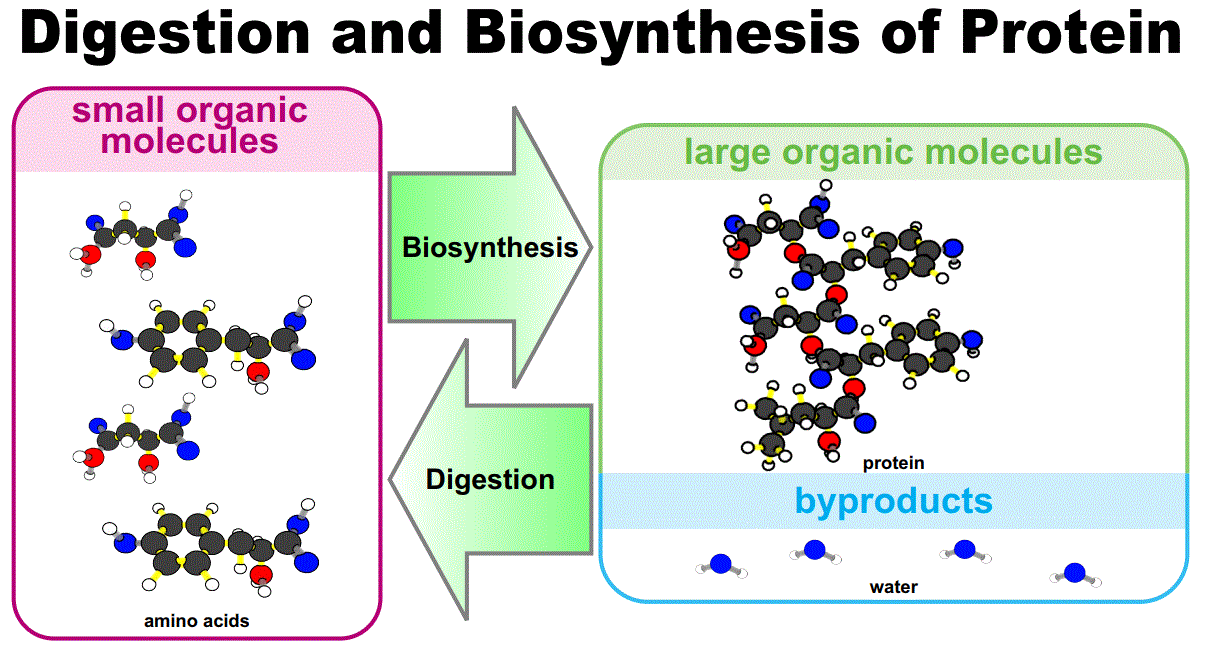 Digestion and Biosynthesis of Protein
small organic
molecules
amino acids
Biosynthesis
Digestion
large organic molecules
protein
byproducts
water